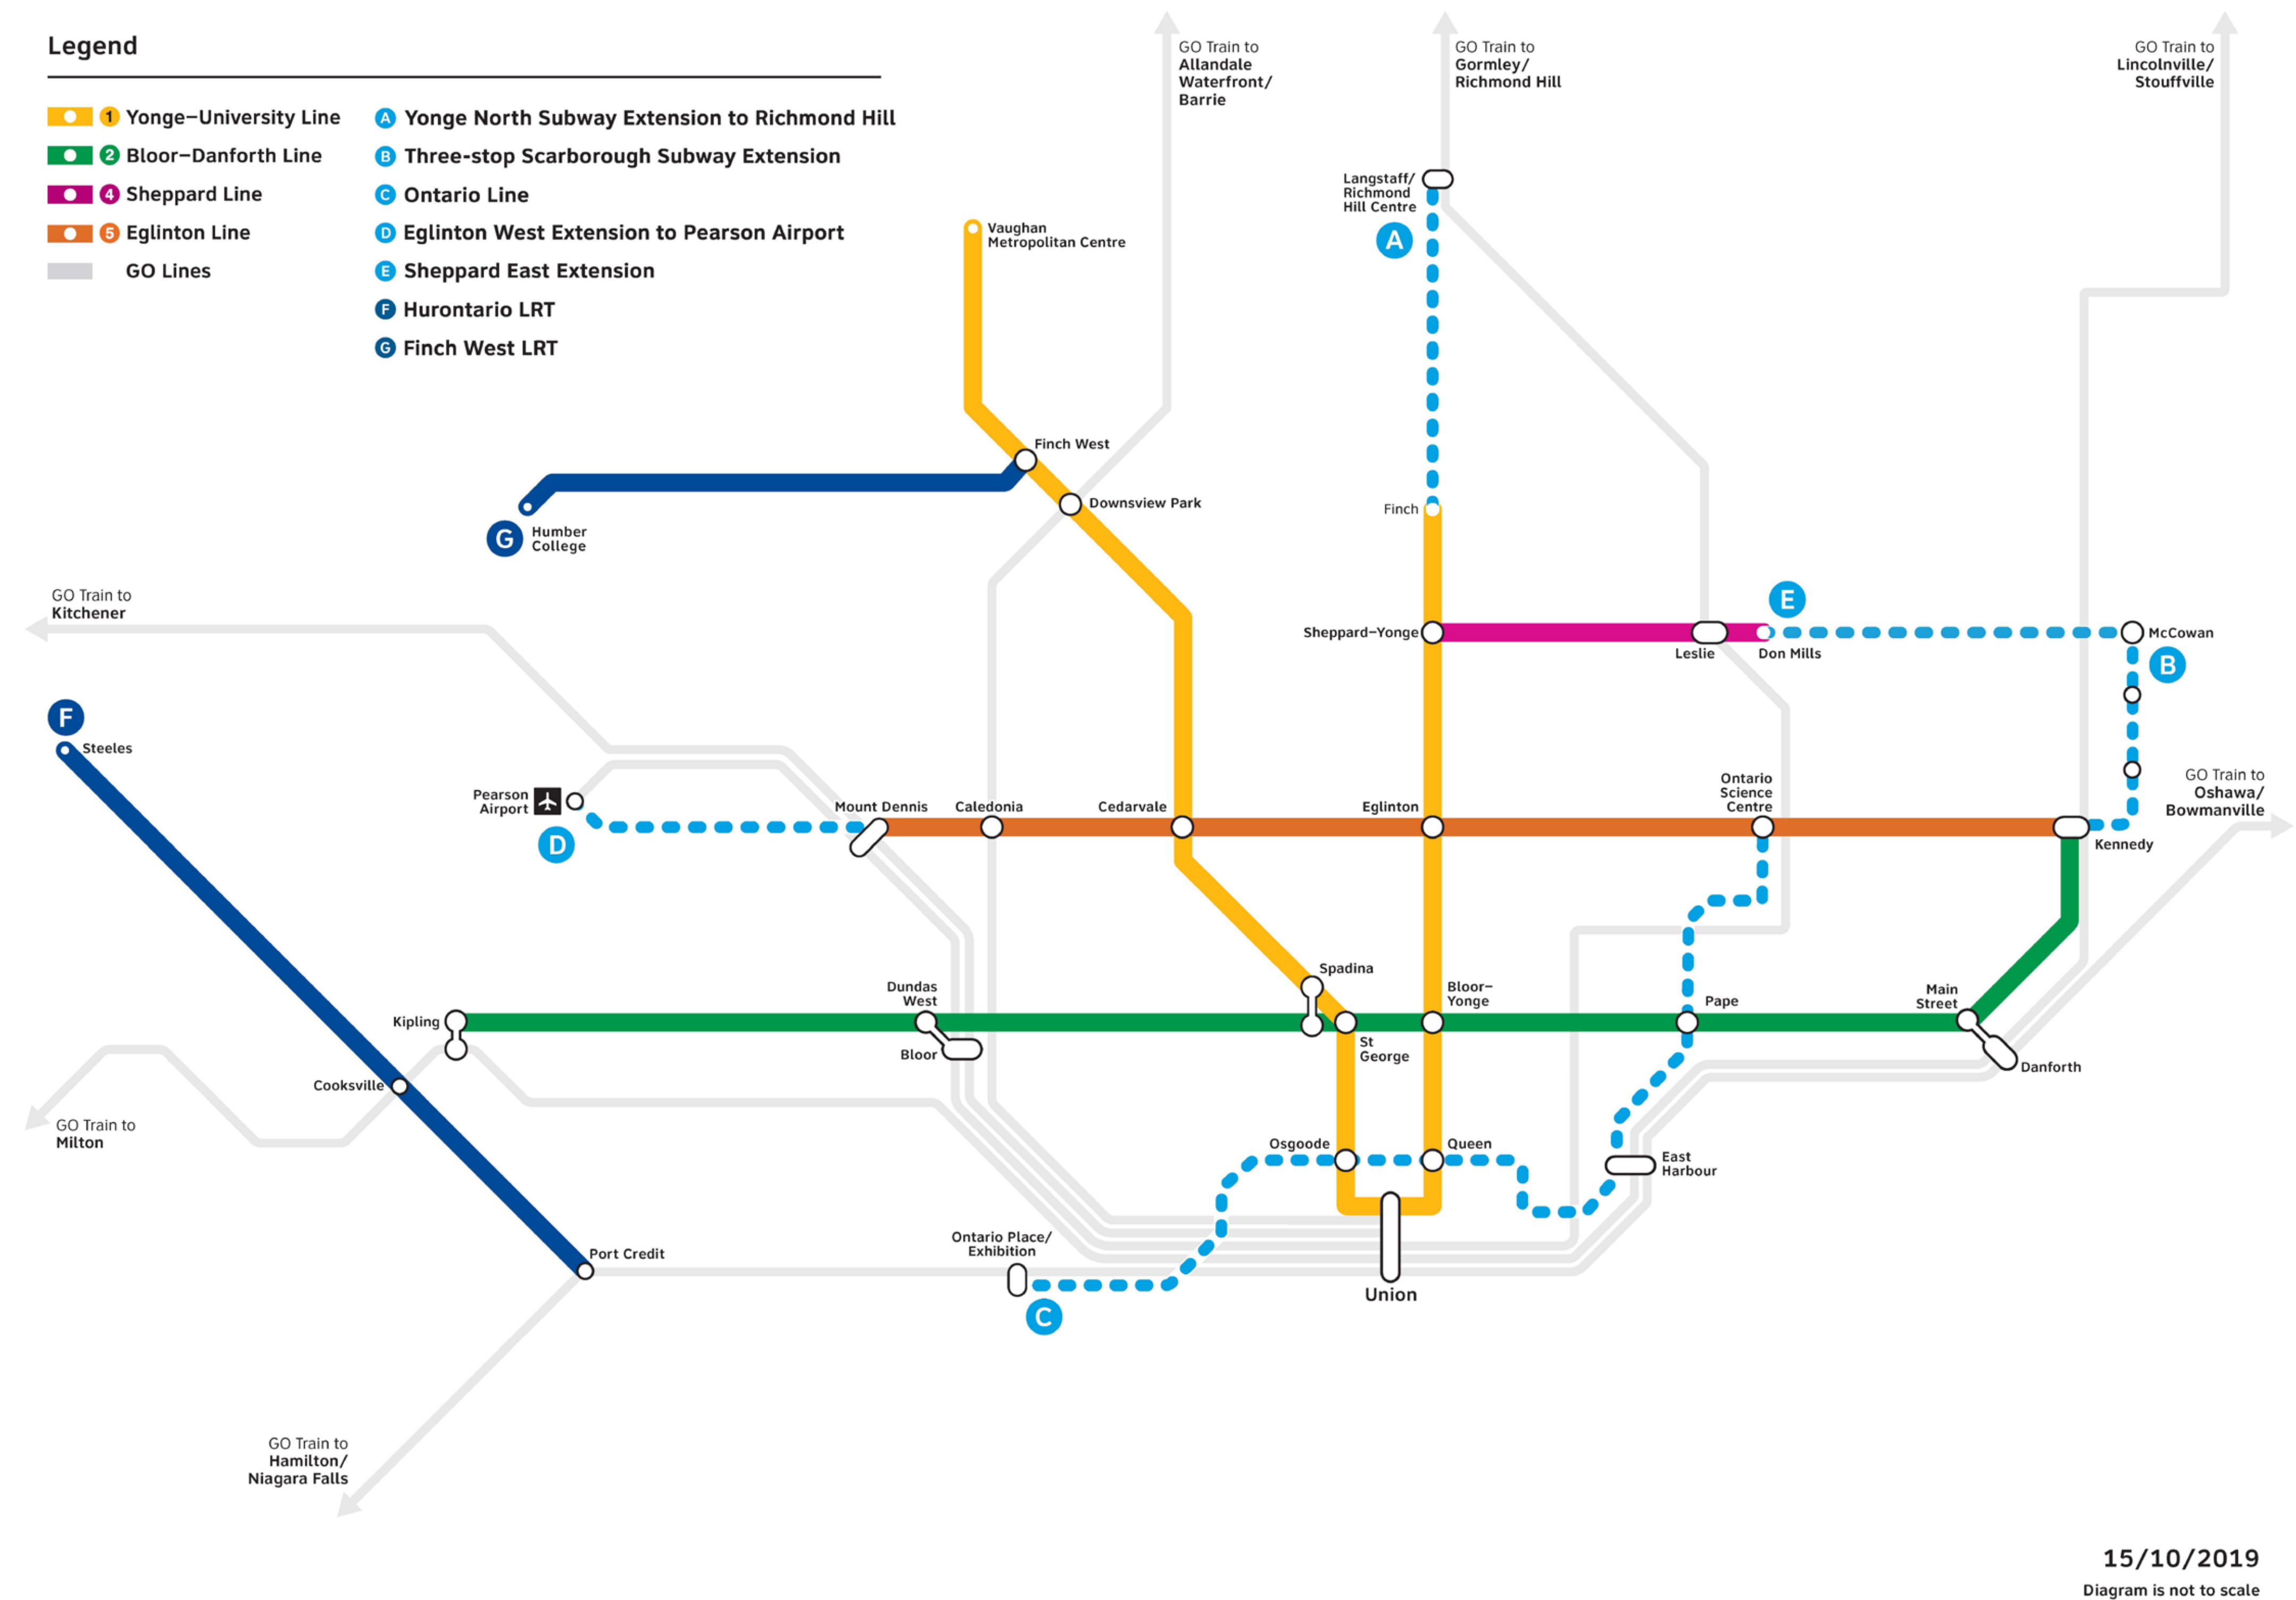 Legend
1 Yonge–University Line
2 Bloor–Danforth Line
4 Sheppard Line
5 Eglinton Line
GO Lines
A Yonge North Subway Extension to Richmond Hill
B Three-stop Scarborough Subway Extension
C Ontario Line
D Eglinton West Extension to Pearson Airport
E Sheppard East Extension
F Hurontario LRT
G Finch West LRT
GO Train to
Allandale
Waterfront/
Barrie
GO Train to
Gormley/
Richmond Hill
GO Train to
Lincolnville/
Stouffville
Langstaff/
Richmond
Hill Centre
A
Vaughan
Metropolitan Centre
Finch West
Downsview Park
Finch
G
Humber
College
GO Train to
Kitchener
E
Sheppard–Yonge
Leslie
Don Mills
McCowan
B
F
Steeles
Pearson
Airport
D
Mount Dennis
Caledonia
Cedarvale
Eglinton
Ontario
Science
Centre
Kennedy
GO Train to
Oshawa/
Bowmanville
Kipling
Dundas
West
Bloor
Spadina
St
George
Bloor–
Yonge
Pape
Main
Street
Danforth
Cooksville
GO Train to
Milton
Osgoode
Queen
East
Harbour
Port Credit
Ontario Place/
Exhibition
C
Union
GO Train to
Hamilton/
Niagara Falls
15/10/2019
Diagram is not to scale